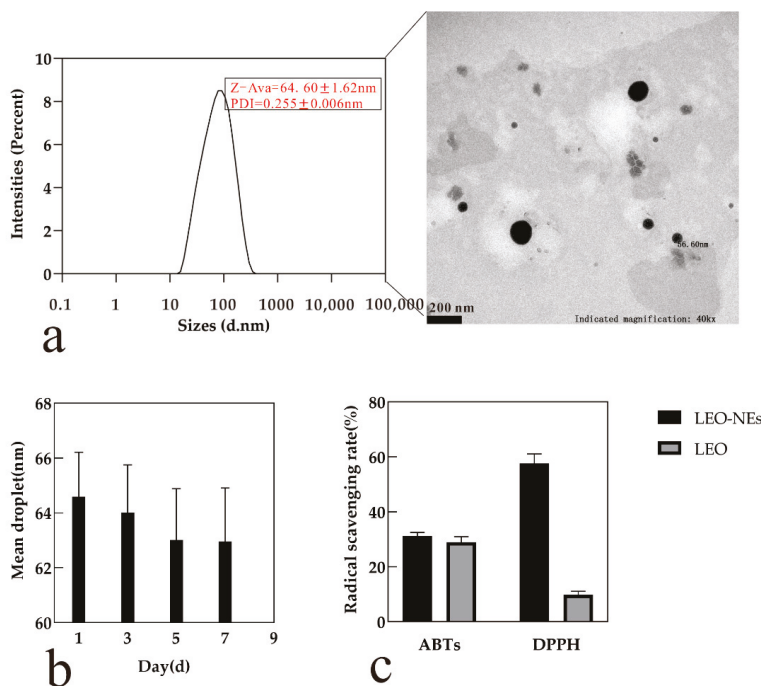 10
8
6
4
2
0
Intensities (Percent)
Z-Ava=64. 60±1.62nm
PDI=0.255±0.006nm
0.1 1 10 100 1000 10,000 100,000
Sizes (d.nm)
a
56.60nm
200 nm
Indicated magnification: 40kx
68
66
64
62
60
Mean droplet(nm)
1 3 5 7 9
Day(d)
b
80
60
40
20
0
Radical scavenging rate(%)
ABTs DPPH
c
LEO-NEs
LEO